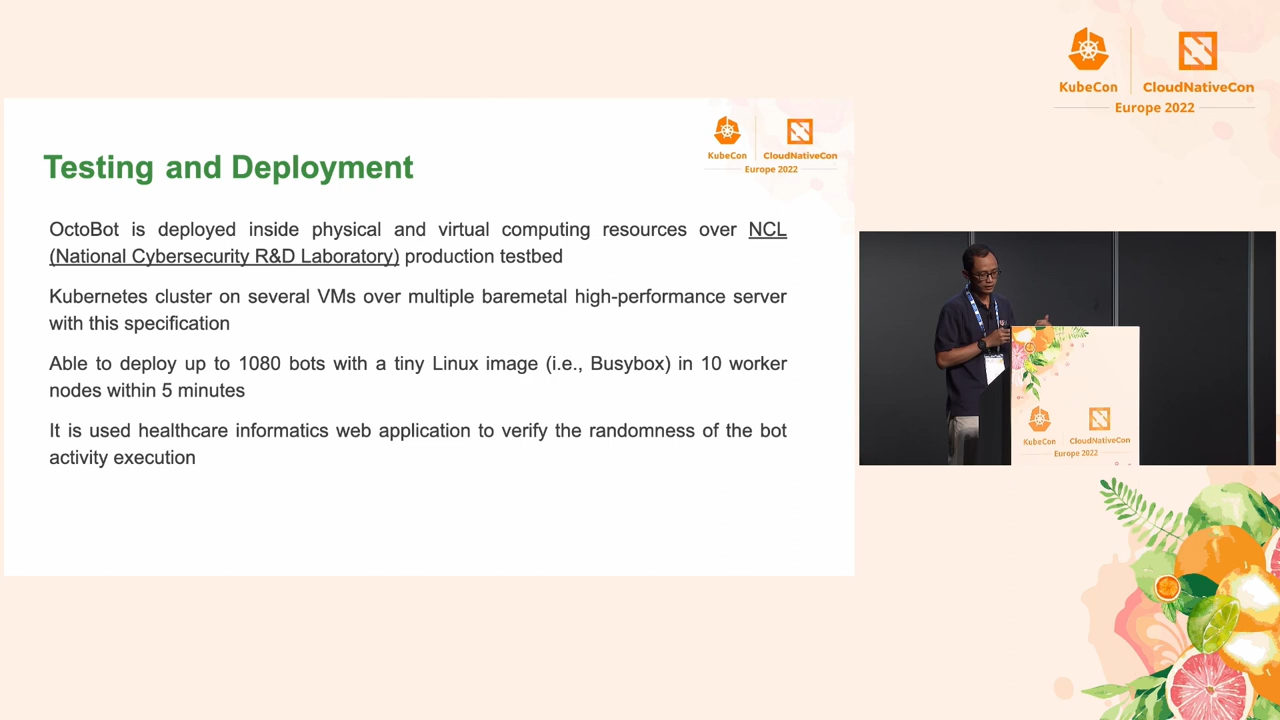 KubeCon
CloudNativeCon
Europe 2022
KubeCon
CloudNativeCon
Europe 2022
Testing and Deployment
OctoBot is deployed inside physical and virtual computing resources over NCL
(National Cybersecurity R&D Laboratory) production testbed
Kubernetes cluster on several VMs over multiple baremetal high-performance server
with this specification
Able to deploy up to 1080 bots with a tiny Linux image (i.e., Busybox) in 10 worker
nodes within 5 minutes
It is used healthcare informatics web application to verify the randomness of the bot
activity execution
KubeCon
CloudNativeCon
Europe 2022